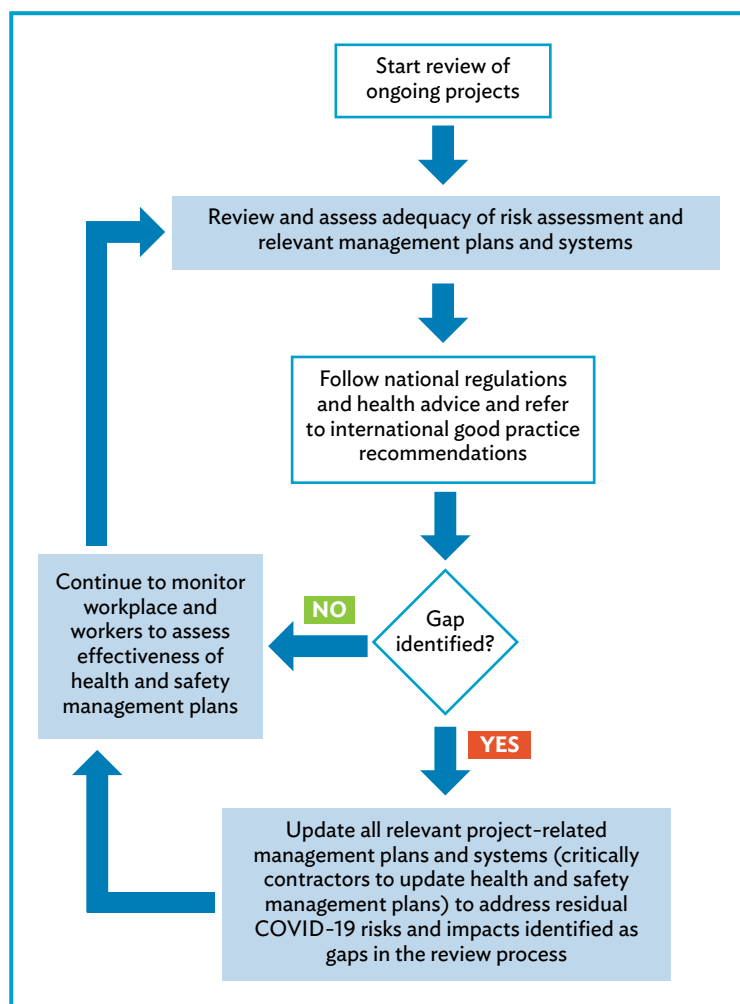 Start review of
ongoing projects
Review and assess adequacy of risk assessment and
relevant management plans and systems
Follow national regulations
and health advice and refer
to international good practice
recommendations
Gap
identified?
NO
Continue to monitor
workplace and
workers to assess
effectiveness of
health and safety
management plans
YES
Update all relevant project-related
management plans and systems (critically
contractors to update health and safety
management plans) to address residual
COVID-19 risks and impacts identified as
gaps in the review process